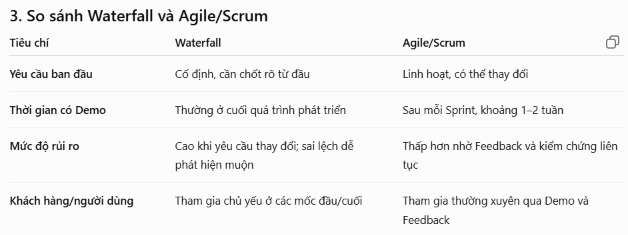 3. So sánh Waterfall và Agile/Scrum
Tiêu chí Waterfall Agile/Scrum
Yêu cầu ban đầu Cố định, cần chốt rõ từ đầu Linh hoạt, có thể thay đổi
Thời gian có Demo Thường ở cuối quá trình phát triển Sau mỗi Sprint, khoảng 1–2 tuần
Mức độ rủi ro Cao khi yêu cầu thay đổi; sai lệch dễ Thấp hơn nhờ Feedback và kiểm chứng liên
phát hiện muộn tục
Khách hàng/người dùng Tham gia chủ yếu ở các mốc đầu/cuối Tham gia thường xuyên qua Demo và
Feedback